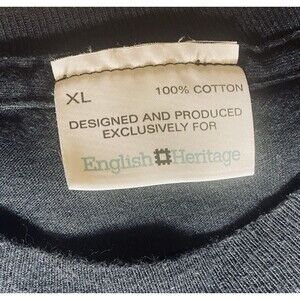 XL 100% COTTON
DESIGNED AND PRODUCED
EXCLUSIVELY FOR
English Heritage